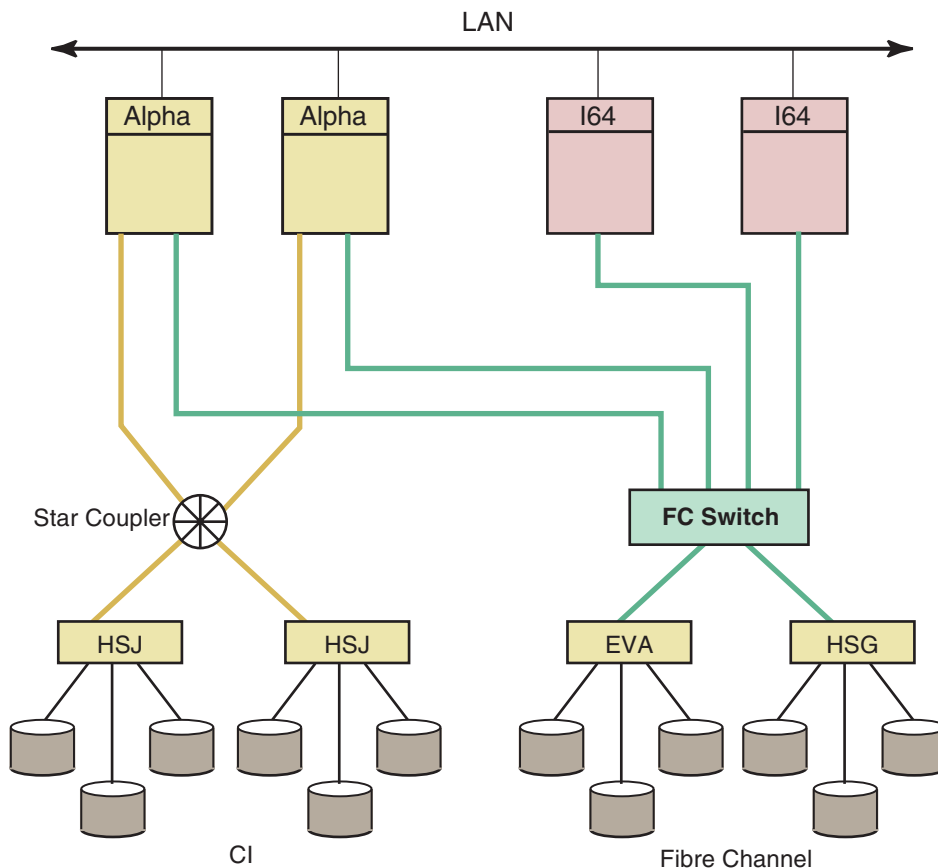 LAN
Alpha
Alpha
I64
I64
Star Coupler
FC Switch
HSJ
HSJ
EVA
HSG
CI
Fibre Channel